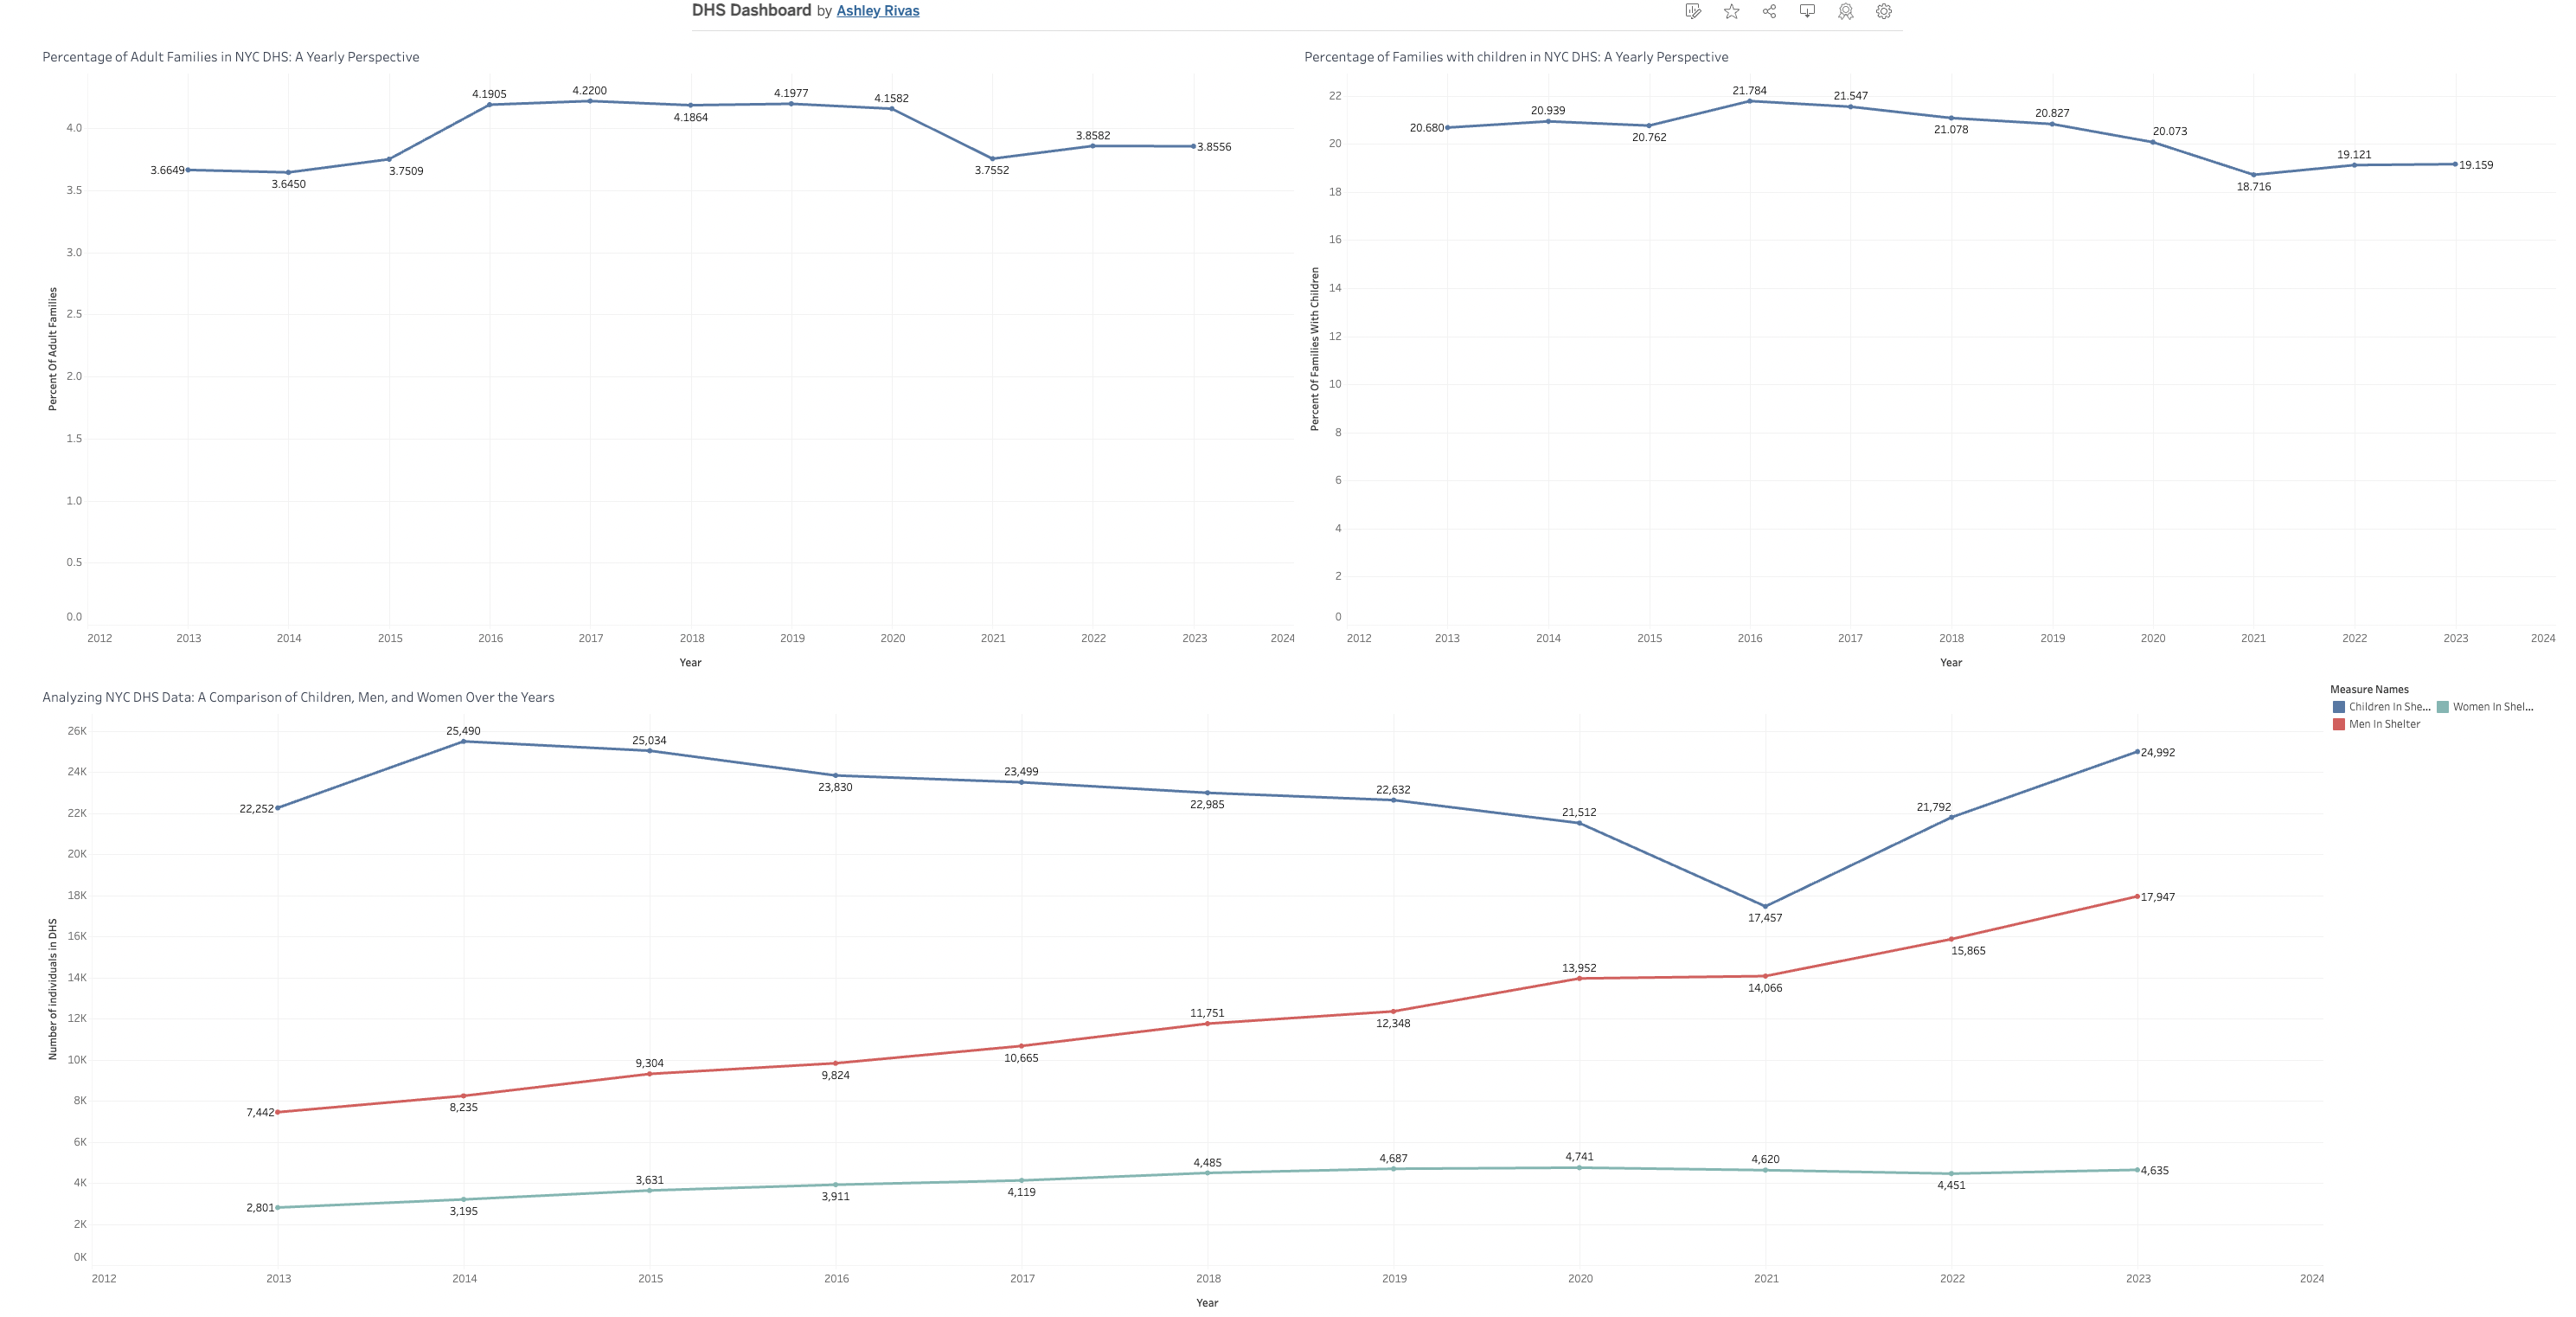 DHS Dashboard by Ashley Rivas
Percentage of Adult Families in NYC DHS: A Yearly Perspective
Percent Of Adult Families
4.0
3.5
3.0
2.5
2.0
1.5
1.0
0.5
0.0
3.6649
3.6450
3.7509
4.1905
4.2200
4.1864
4.1977
4.1582
3.7552
3.8582
3.8556
2012 2013 2014 2015 2016 2017 2018 2019 2020 2021 2022 2023 2024
Year
Percentage of Families with children in NYC DHS: A Yearly Perspective
Percent Of Families With Children
22
20
18
16
14
12
10
8
6
4
2
0
20.680
20.939
20.762
21.784
21.547
21.078
20.827
20.073
18.716
19.121
19.159
2012 2013 2014 2015 2016 2017 2018 2019 2020 2021 2022 2023 2024
Year
Analyzing NYC DHS Data: A Comparison of Children, Men, and Women Over the Years
Measure Names
Children In She... Women In Shel...
Men In Shelter
Number of individuals in DHS
26K
24K
22K
20K
18K
16K
14K
12K
10K
8K
6K
4K
2K
0K
22,252
25,490
25,034
23,830
23,499
22,985
22,632
21,512
17,457
21,792
24,992
7,442
8,235
9,304
9,824
10,665
11,751
12,348
13,952
14,066
15,865
17,947
2,801
3,195
3,631
3,911
4,119
4,485
4,687
4,741
4,620
4,451
4,635
2012 2013 2014 2015 2016 2017 2018 2019 2020 2021 2022 2023 2024
Year